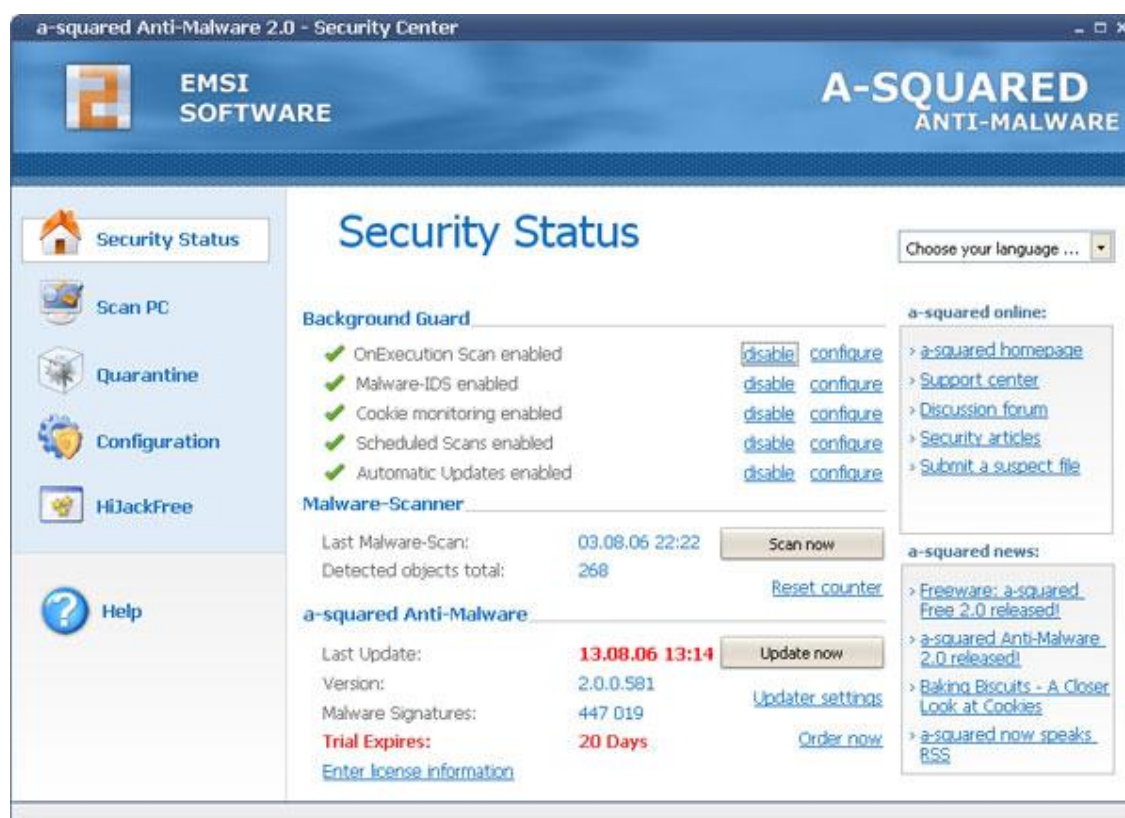 a-squared Anti-Malware 2.0 - Security Center
EMSI
SOFTWARE
A-SQUARED
ANTI-MALWARE
Security Status
Scan PC
Quarantine
Configuration
HiJackFree
Help
Security Status
Choose your language ...
Background Guard
OnExecution Scan enabled disable configure
Malware-IDS enabled disable configure
Cookie monitoring enabled disable configure
Scheduled Scans enabled disable configure
Automatic Updates enabled disable configure
Malware-Scanner
Last Malware-Scan: 03.08.06 22:22 Scan now
Detected objects total: 268
Reset counter
a-squared Anti-Malware
Last Update: 13.08.06 13:14 Update now
Version: 2.0.0.581
Updater settings
Malware Signatures: 447 019
Trial Expires: 20 Days Order now
Enter license information
a-squared online:
a-squared homepage
Support center
Discussion forum
Security articles
Submit a suspect file
a-squared news:
Freeware: a-squared
Free 2.0 released!
a-squared Anti-Malware
2.0 released!
Baking Biscuits - A Closer
Look at Cookies
a-squared now speaks
RSS